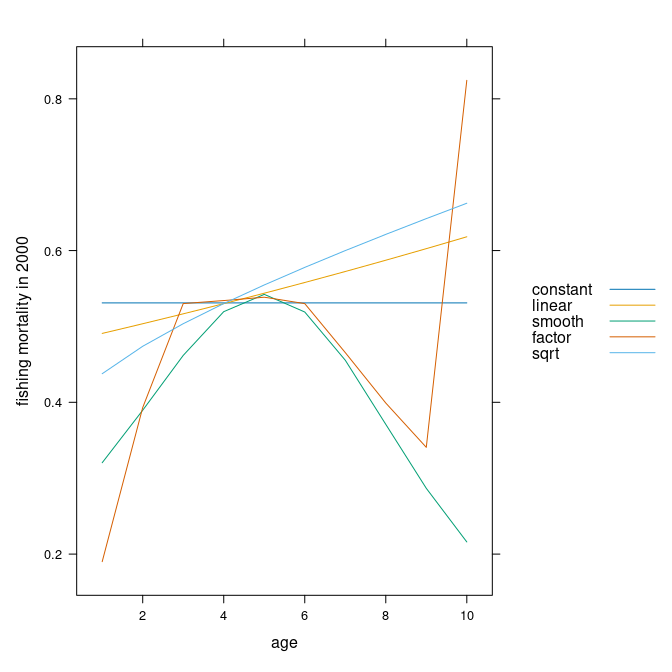 0.8
0.6
0.4
0.2
fishing mortality in 2000
2 4 6 8 10
age
constant
linear
smooth
factor
sqrt